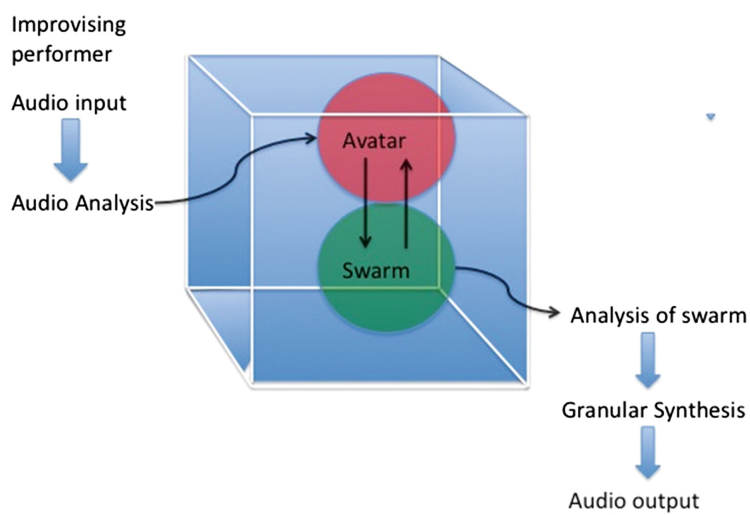 Improvising
performer
Audio input
Audio Analysis
Avatar
Swarm
Analysis of swarm
Granular Synthesis
Audio output